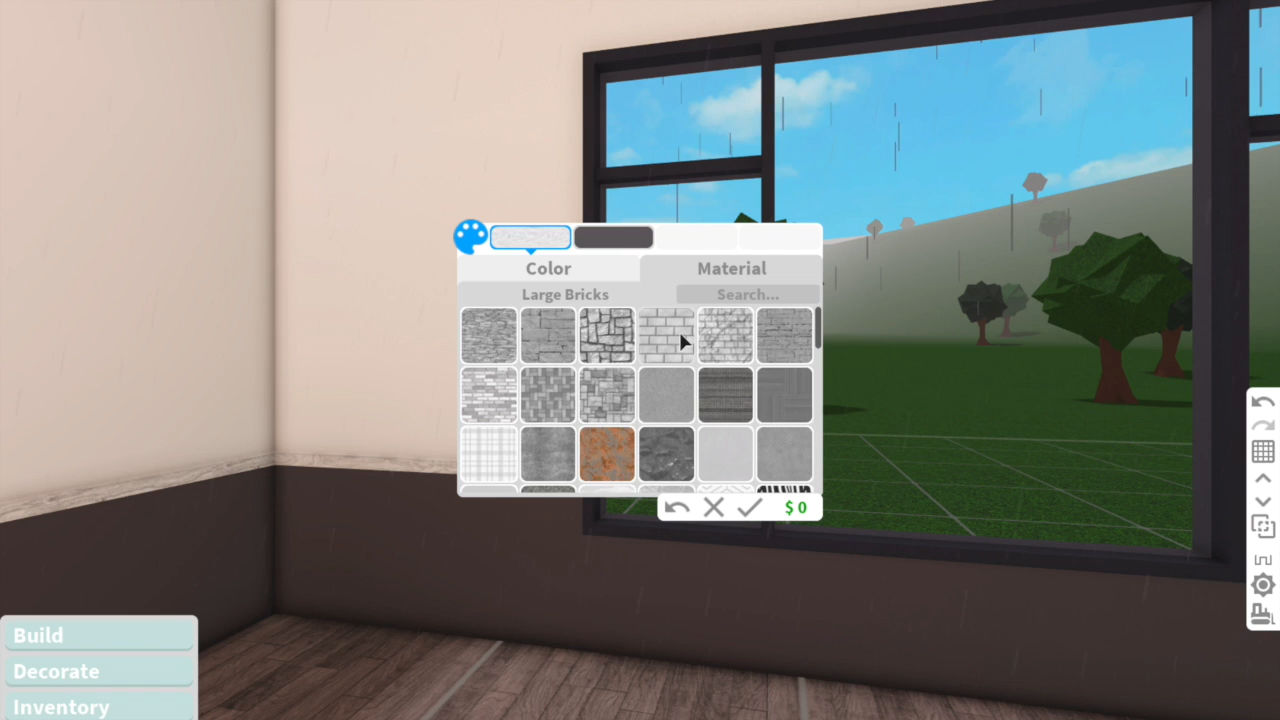 Color
Material
Large Bricks
Search...
$ 0
Build
Decorate
Inventory